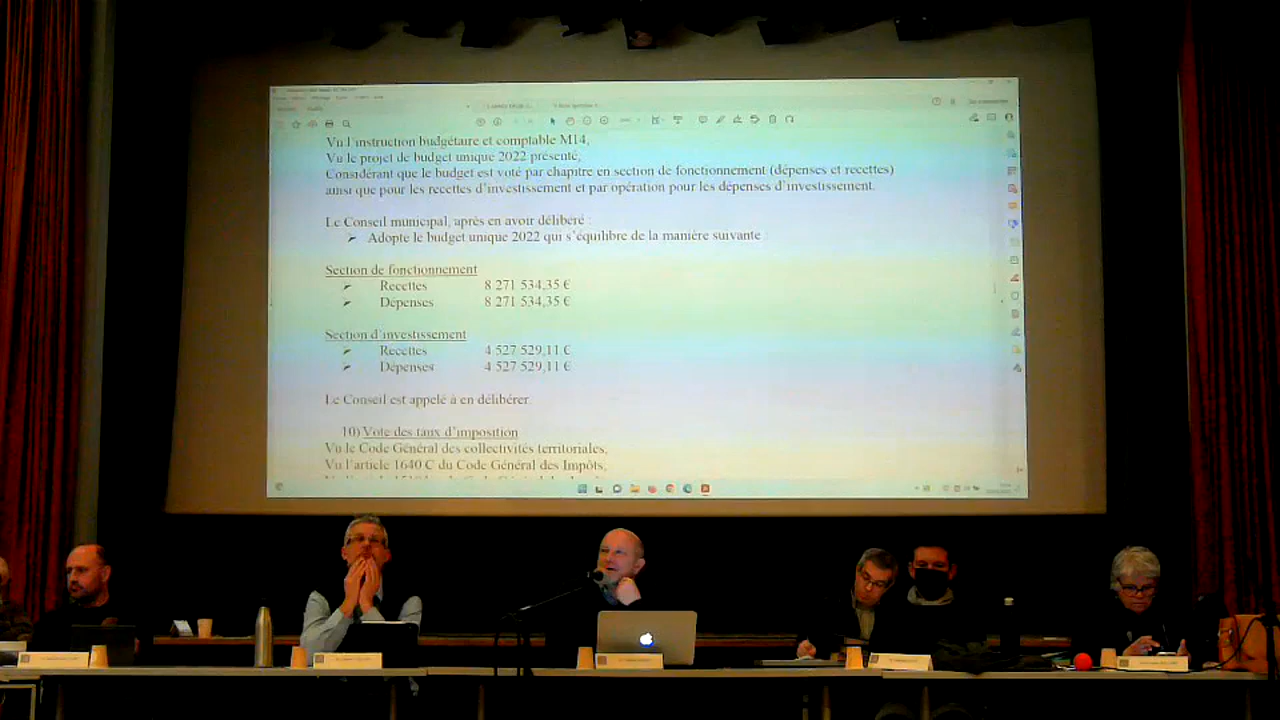 Vu l'instruction budgétaire et comptable M14,
Vu le projet de budget unique 2022 présenté,
Considérant que le budget est voté par chapitre en section de fonctionnement (dépenses et recettes)
ainsi que pour les recettes d'investissement et par opération pour les dépenses d'investissement.
Le Conseil municipal, après en avoir délibéré :
➤ Adopte le budget unique 2022 qui s'équilibre de la manière suivante :
Section de fonctionnement
➤ Recettes 8 271 534,35 €
➤ Dépenses 8 271 534,35 €
Section d'investissement
➤ Recettes 4 527 529,11 €
➤ Dépenses 4 527 529,11 €
Le Conseil est appelé à en délibérer.
10) Vote des taux d'imposition
Vu le Code Général des collectivités territoriales,
Vu l'article 1640 C du Code Général des Impôts,